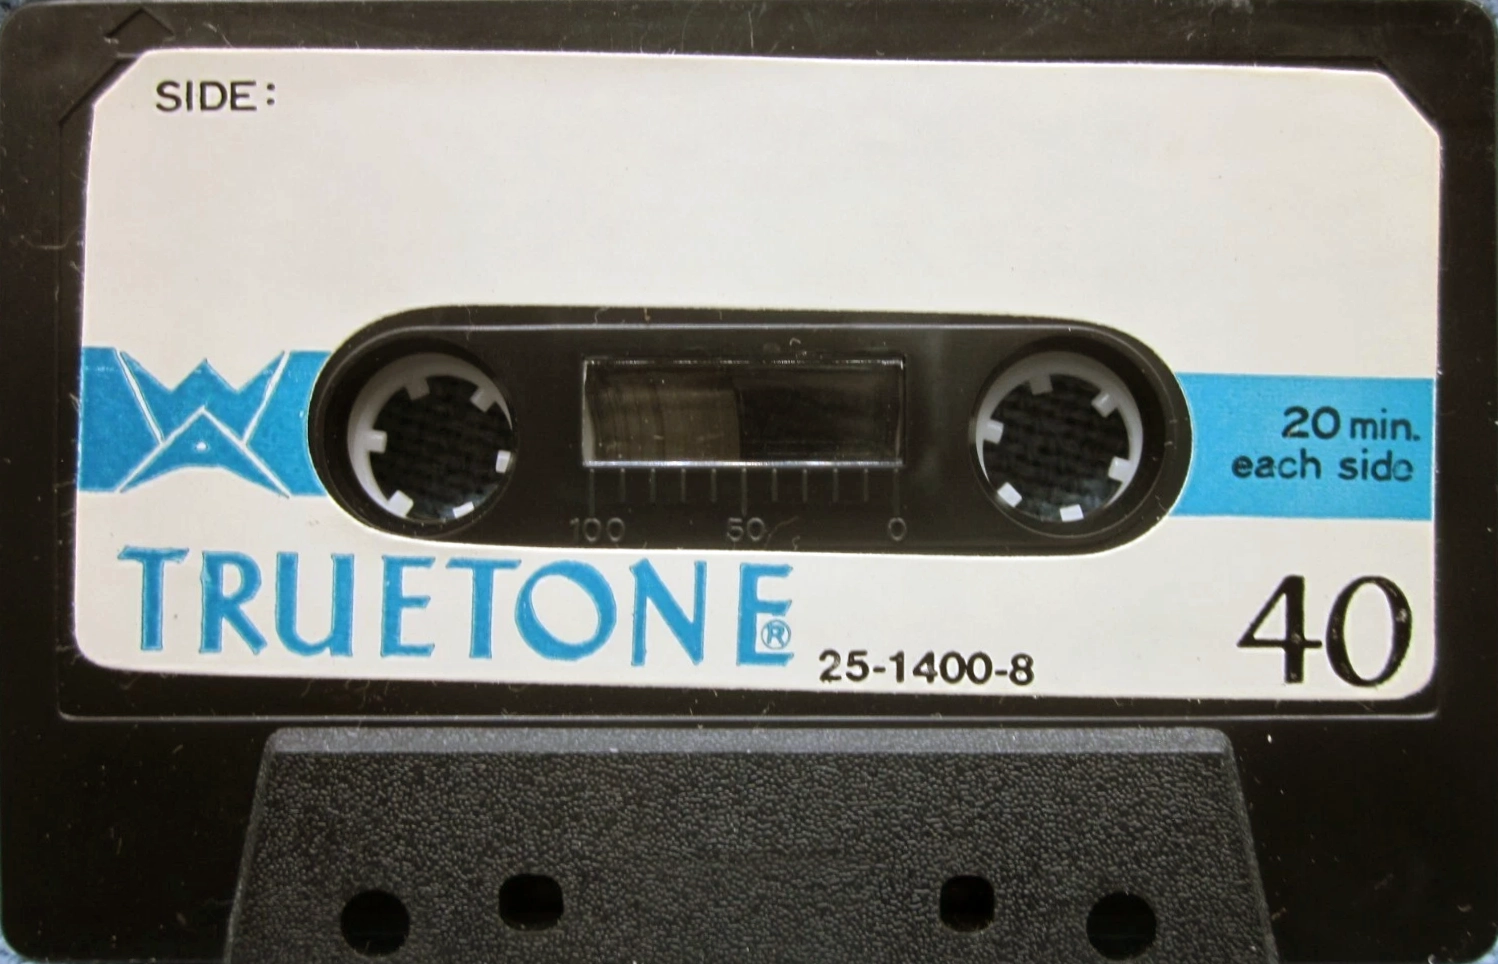 SIDE:
20 min.
each side
100 50 0
TRUETONE®
25-1400-8
40